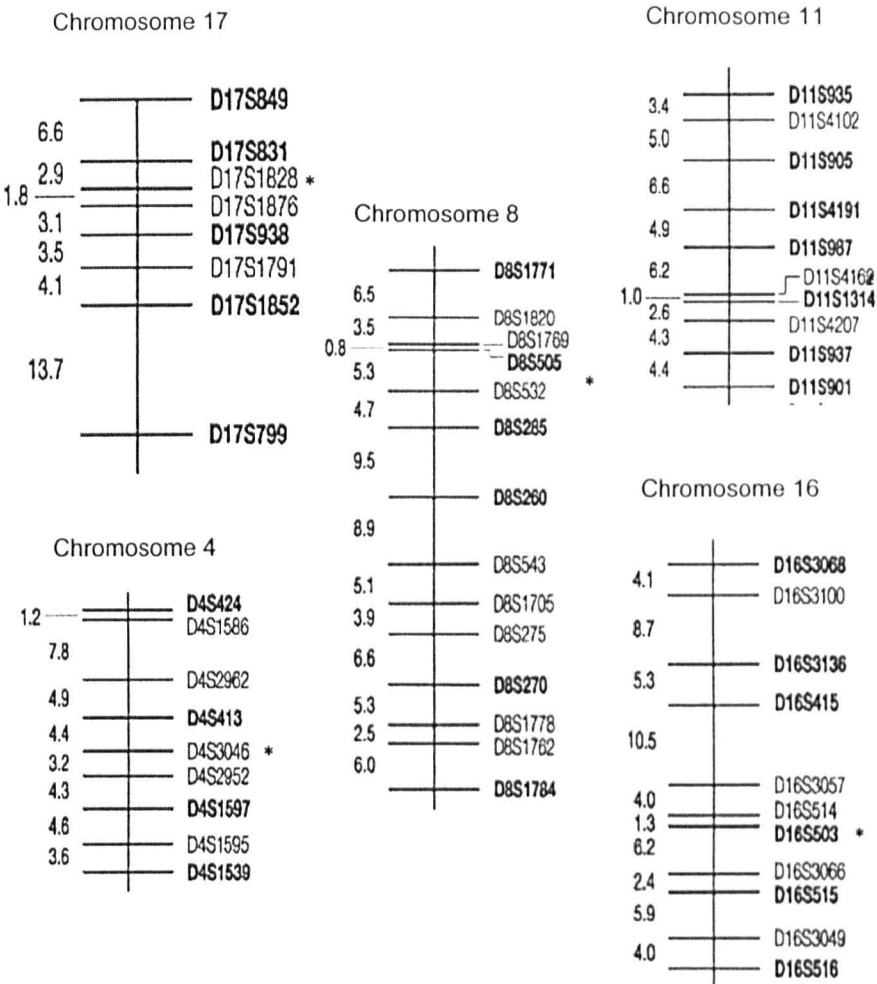 Chromosome 17
D17S849
6.6
D17S831
2.9
D17S1828 *
1.8
D17S1876
3.1
D17S938
3.5
D17S1791
4.1
D17S1852
13.7
D17S799
Chromosome 4
D4S424
1.2
D4S1586
7.8
D4S2962
4.9
D4S413
4.4
D4S3046 *
3.2
D4S2952
4.3
D4S1597
4.6
D4S1595
3.6
D4S1539
Chromosome 8
D8S1771
6.5
D8S1820
3.5
D8S1769
0.8
D8S505
5.3
*
D8S532
4.7
D8S285
9.5
D8S260
8.9
D8S543
5.1
D8S1705
3.9
D8S275
6.6
D8S270
5.3
D8S1778
2.5
D8S1762
6.0
D8S1784
Chromosome 11
D11S935
3.4
D11S4102
5.0
D11S905
6.6
D11S4191
4.9
D11S987
6.2
D11S4162
1.0
D11S1314
2.6
D11S4207
4.3
D11S937
4.4
D11S901
Chromosome 16
D16S3068
4.1
D16S3100
8.7
D16S3136
5.3
D16S415
10.5
D16S3057
4.0
D16S514
1.3
D16S503 *
6.2
D16S3066
2.4
D16S515
5.9
D16S3049
4.0
D16S516